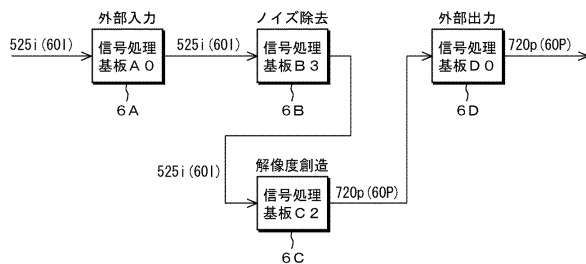 外部入力
ノイズ除去
外部出力
525i(60I)
信号処理
基板A0
525i(60I)
信号処理
基板B3
信号処理
基板D0
720p(60P)
6A
6B
6D
525i(60I)
解像度創造
信号処理
基板C2
720p(60P)
6C